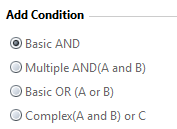 Add Condition
Basic AND
Multiple AND(A and B)
Basic OR (A or B)
Complex(A and B) or C